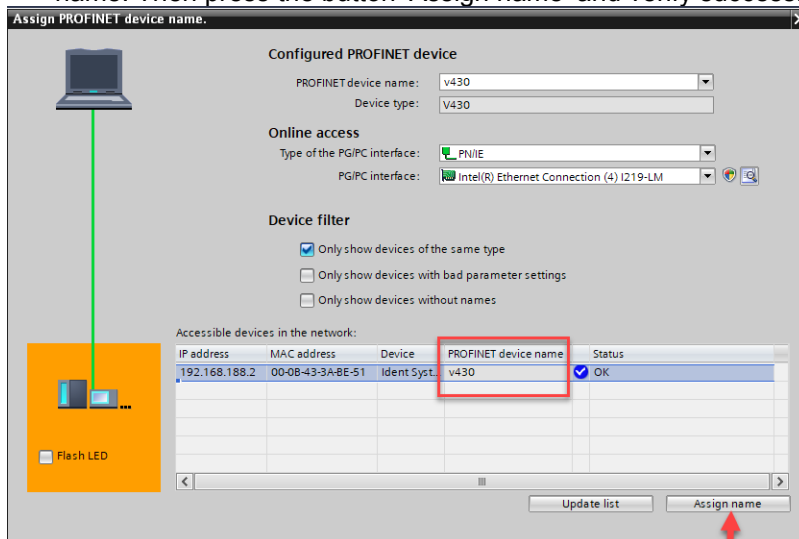 name. Then press the button 'Assign name' and verify success.
Assign PROFINET device name.
Configured PROFINET device
PROFINET device name: v430
Device type: V430
Online access
Type of the PG/PC interface: PN/IE
PG/PC interface: Intel(R) Ethernet Connection (4) I219-LM
Device filter
Only show devices of the same type
Only show devices with bad parameter settings
Only show devices without names
Accessible devices in the network:
IP address MAC address Device PROFINET device name Status
192.168.188.2 00-0B-43-3A-BE-51 Ident Syst... v430 OK
Flash LED
Update list Assign name